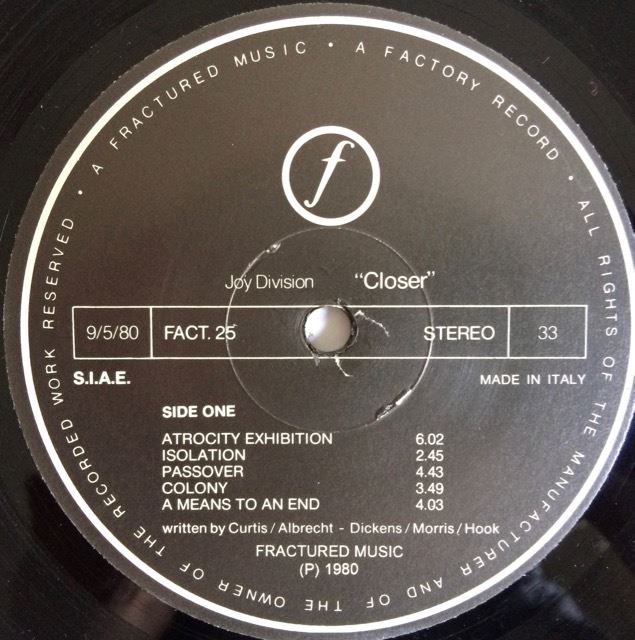 A FRACTURED MUSIC • A FACTORY RECORD • ALL RIGHTS OF THE MANUFACTURER AND OF THE OWNER OF THE RECORDED WORK RESERVED •
f
Joy Division "Closer"
9/5/80 FACT. 25 STEREO 33
S.I.A.E. MADE IN ITALY
SIDE ONE
ATROCITY EXHIBITION 6.02
ISOLATION 2.45
PASSOVER 4.43
COLONY 3.49
A MEANS TO AN END 4.03
written by Curtis/Albrecht - Dickens/Morris/Hook
FRACTURED MUSIC
(P) 1980